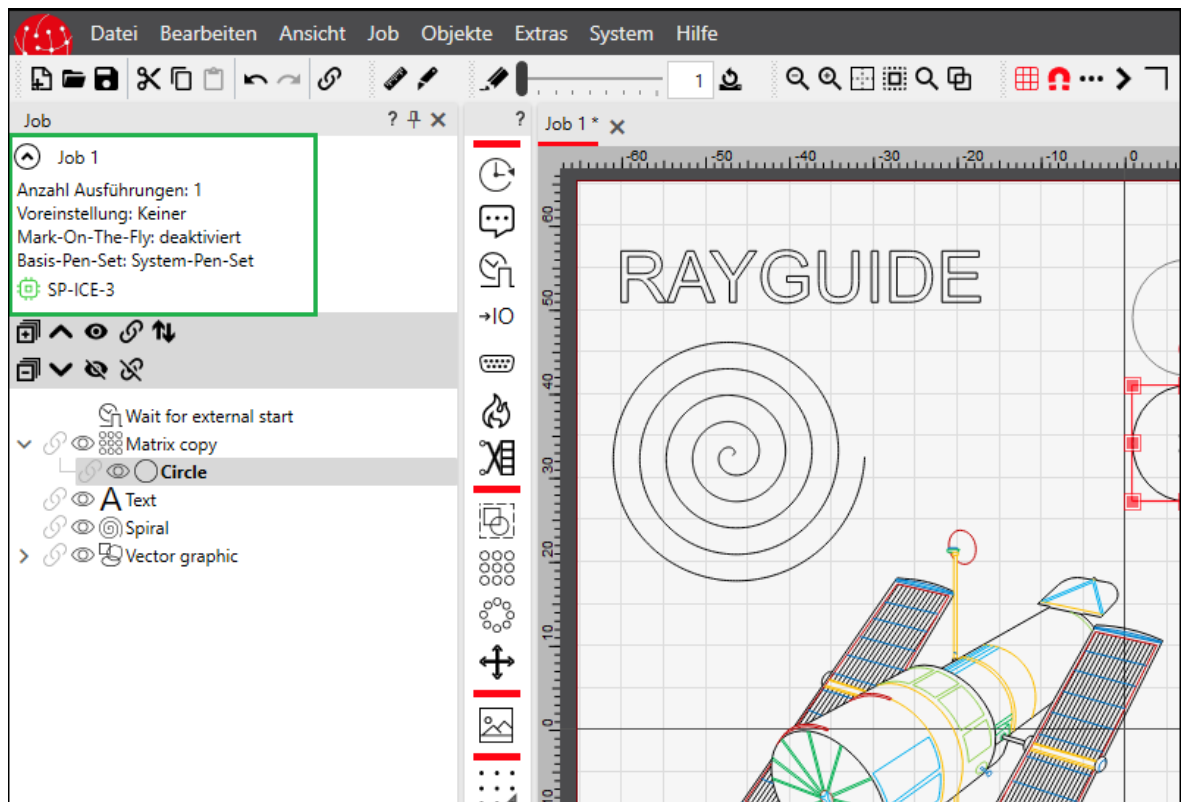 Datei Bearbeiten Ansicht Job Objekte Extras System Hilfe
1
Job ?
?
Job 1 *
Job 1
Anzahl Ausführungen: 1
Voreinstellung: Keiner
Mark-On-The-Fly: deaktiviert
Basis-Pen-Set: System-Pen-Set
SP-ICE-3
Wait for external start
Matrix copy
Circle
A Text
Spiral
Vector graphic
→IO
-60 -50 -40 -30 -20 -10 0
60
50
40
30
20
10
0
10
RAYGUIDE